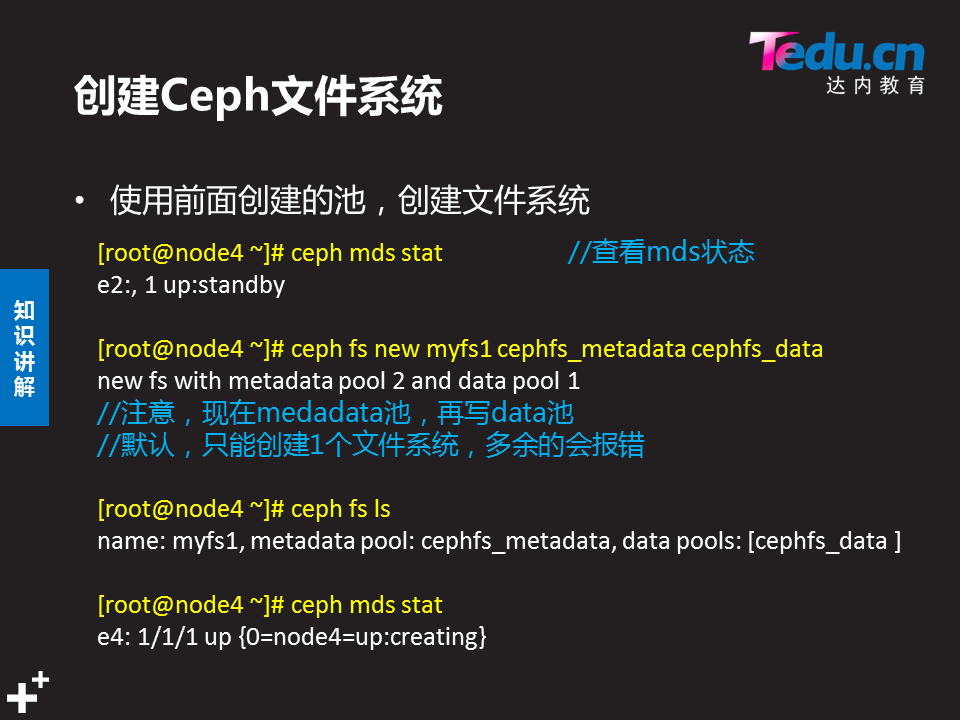 Tedu.cn
达内教育
创建Ceph文件系统
• 使用前面创建的池，创建文件系统
[root@node4 ~]# ceph mds stat //查看mds状态
e2:, 1 up:standby
[root@node4 ~]# ceph fs new myfs1 cephfs_metadata cephfs_data
new fs with metadata pool 2 and data pool 1
//注意，现在medadata池，再写data池
//默认，只能创建1个文件系统，多余的会报错
[root@node4 ~]# ceph fs ls
name: myfs1, metadata pool: cephfs_metadata, data pools: [cephfs_data ]
[root@node4 ~]# ceph mds stat
e4: 1/1/1 up {0=node4=up:creating}
知识讲解